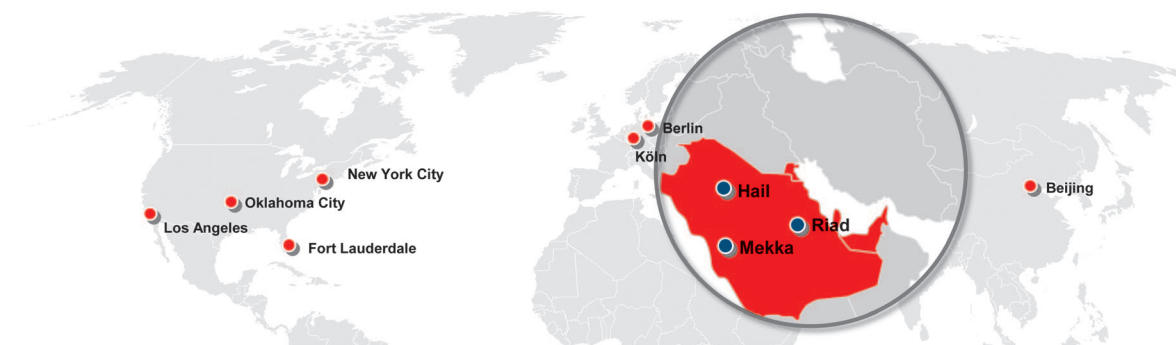 Berlin
Köln
New York City
Hail
Beijing
Oklahoma City
Riad
Los Angeles
Fort Lauderdale
Mekka